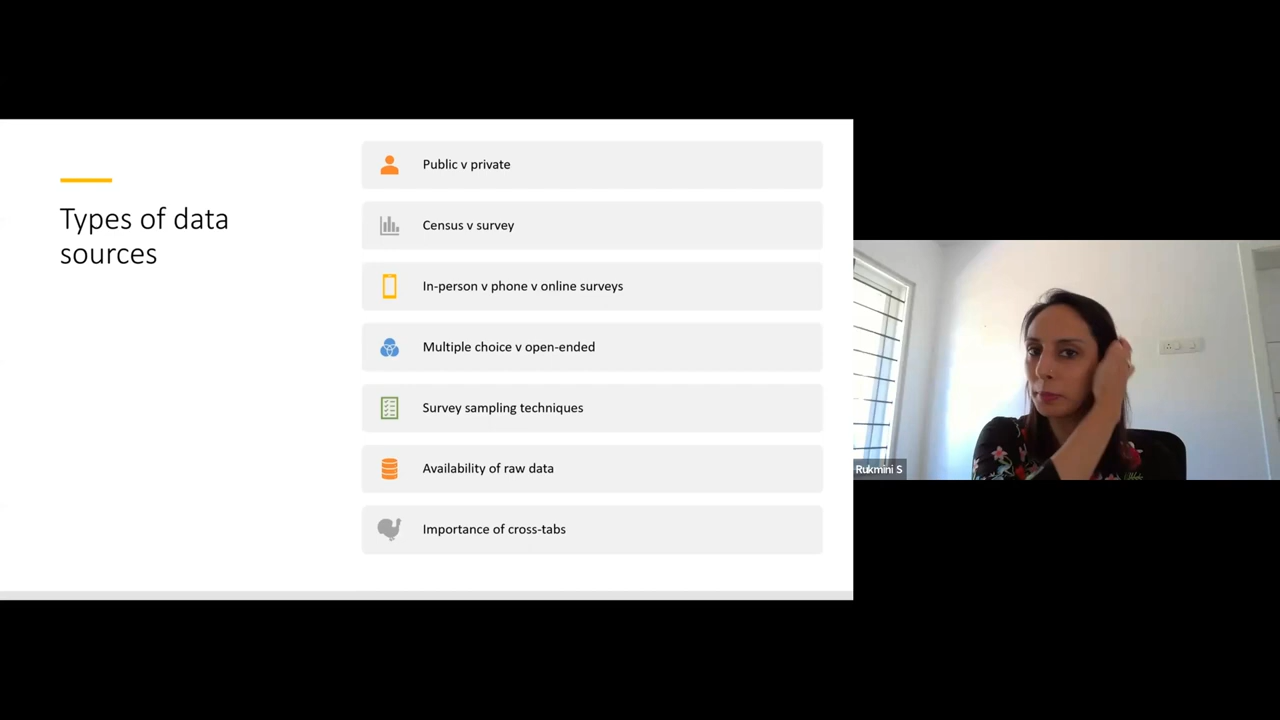 Types of data
sources
Public v private
Census v survey
In-person v phone v online surveys
Multiple choice v open-ended
Survey sampling techniques
Availability of raw data
Importance of cross-tabs
Rukmini S